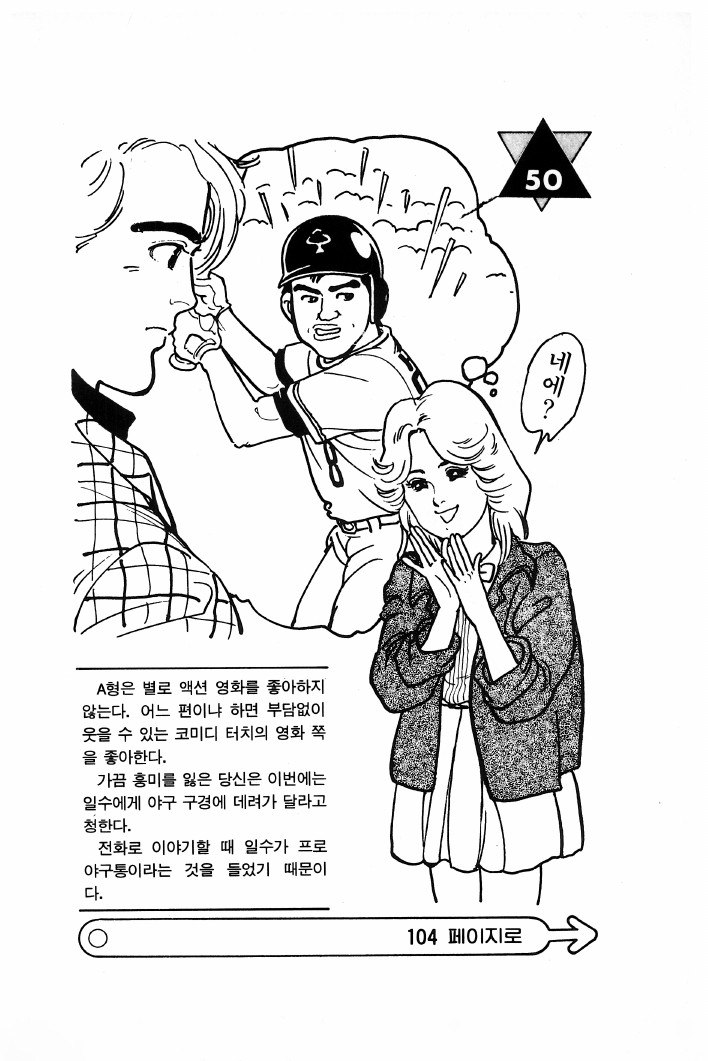 50
네
에?
A형은 별로 액션 영화를 좋아하지
않는다. 어느 편이냐 하면 부담없이
웃을 수 있는 코미디 터치의 영화 쪽
을 좋아한다.
가끔 흥미를 잃은 당신은 이번에는
일수에게 야구 구경에 데려가 달라고
청한다.
전화로 이야기할 때 일수가 프로
야구통이라는 것을 들었기 때문이
다.
104 페이지로